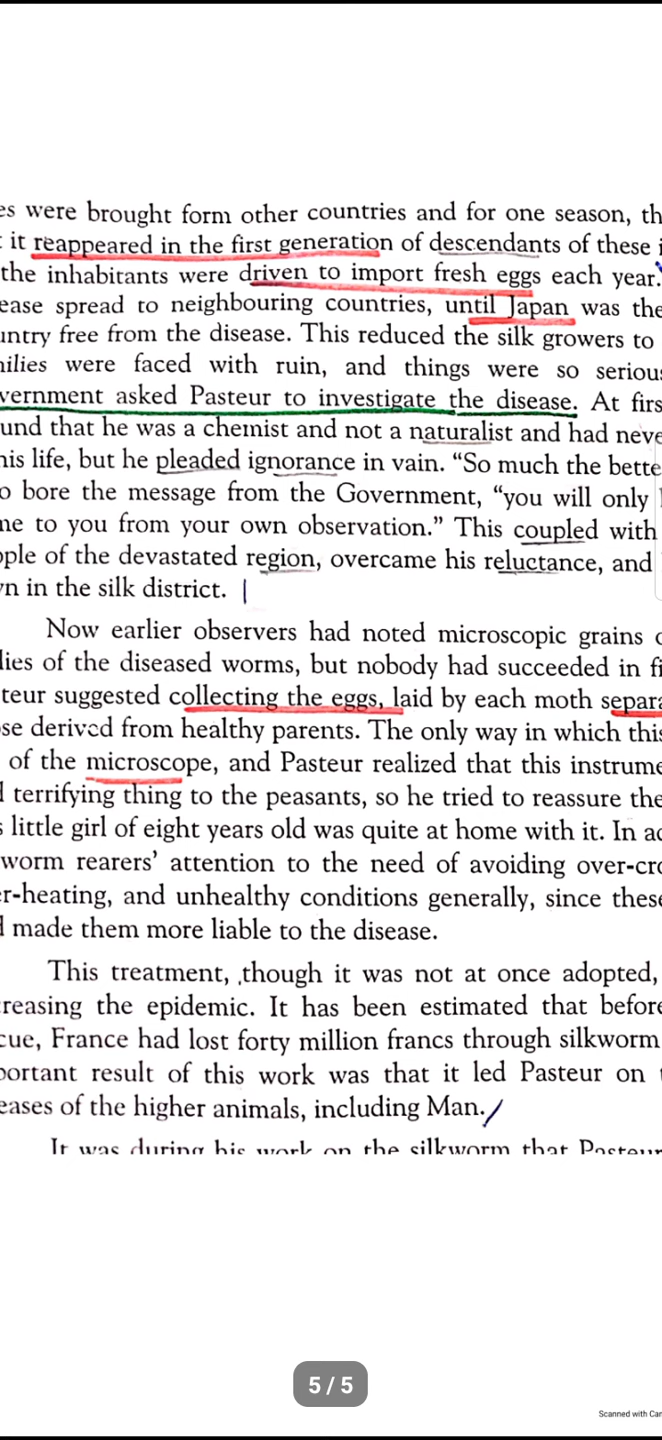 es were brought form other countries and for one season, th
it reappeared in the first generation of descendants of these i
the inhabitants were driven to import fresh eggs each year.
ease spread to neighbouring countries, until Japan was the
untry free from the disease. This reduced the silk growers to
nilies were faced with ruin, and things were so seriou
vernment asked Pasteur to investigate the disease. At firs
und that he was a chemist and not a naturalist and had neve
his life, but he pleaded ignorance in vain. “So much the bette
o bore the message from the Government, “you will only
ne to you from your own observation.” This coupled with
ople of the devastated region, overcame his reluctance, and
n in the silk district.
Now earlier observers had noted microscopic grains
lies of the diseased worms, but nobody had succeeded in fi
teur suggested collecting the eggs, laid by each moth separa
se derived from healthy parents. The only way in which this
of the microscope, and Pasteur realized that this instrume
terrifying thing to the peasants, so he tried to reassure the
s little girl of eight years old was quite at home with it. In ad
worm rearers’ attention to the need of avoiding over-cro
r-heating, and unhealthy conditions generally, since these
made them more liable to the disease.
This treatment, .though it was not at once adopted,
reasing the epidemic. It has been estimated that before
cue, France had lost forty million francs through silkworm
portant result of this work was that it led Pasteur on
eases of the higher animals, including Man.
It was during his work on the silkworm that Pasteur
5 / 5
Scanned with Car